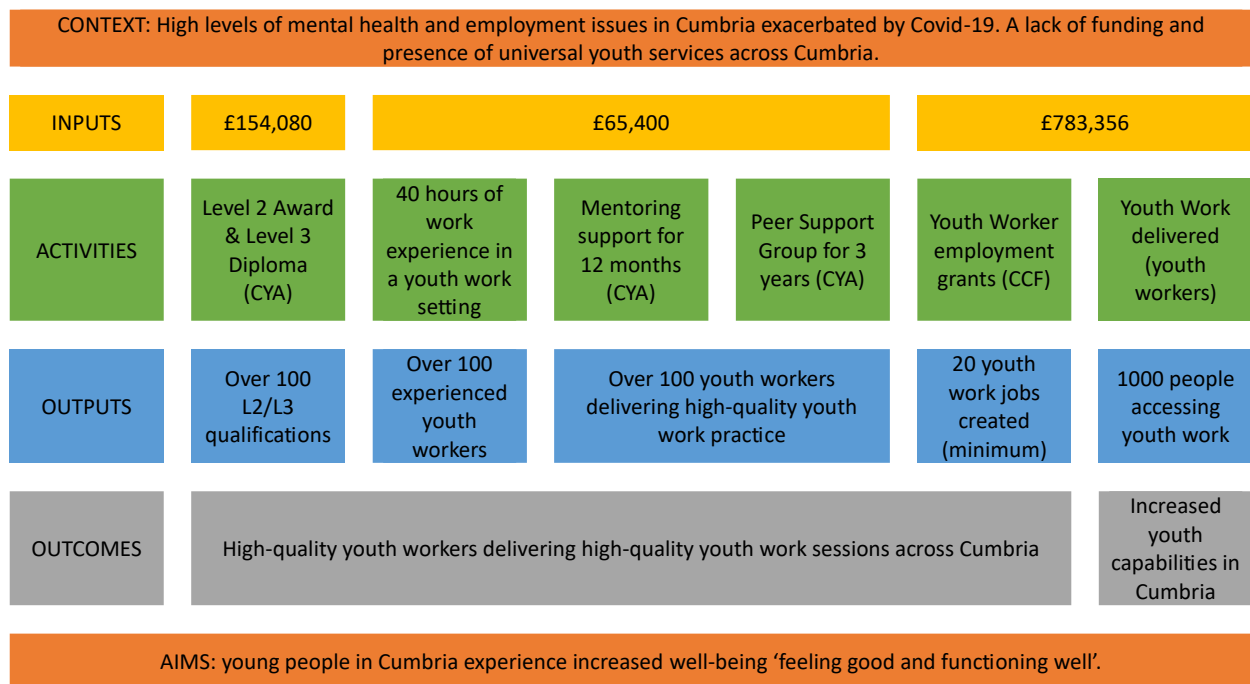 CONTEXT: High levels of mental health and employment issues in Cumbria exacerbated by Covid-19. A lack of funding and
presence of universal youth services across Cumbria.
INPUTS
£154,080
£65,400
£783,356
ACTIVITIES
Level 2 Award
& Level 3
Diploma
(CYA)
40 hours of
work
experience in
a youth work
setting
Mentoring
support for
12 months
(CYA)
Peer Support
Group for 3
years (CYA)
Youth Worker
employment
grants (CCF)
Youth Work
delivered
(youth
workers)
OUTPUTS
Over 100
L2/L3
qualifications
Over 100
experienced
youth
workers
Over 100 youth workers
delivering high-quality youth
work practice
20 youth
work jobs
created
(minimum)
1000 people
accessing
youth work
OUTCOMES
High-quality youth workers delivering high-quality youth work sessions across Cumbria
Increased
youth
capabilities in
Cumbria
AIMS: young people in Cumbria experience increased well-being ‘feeling good and functioning well’.